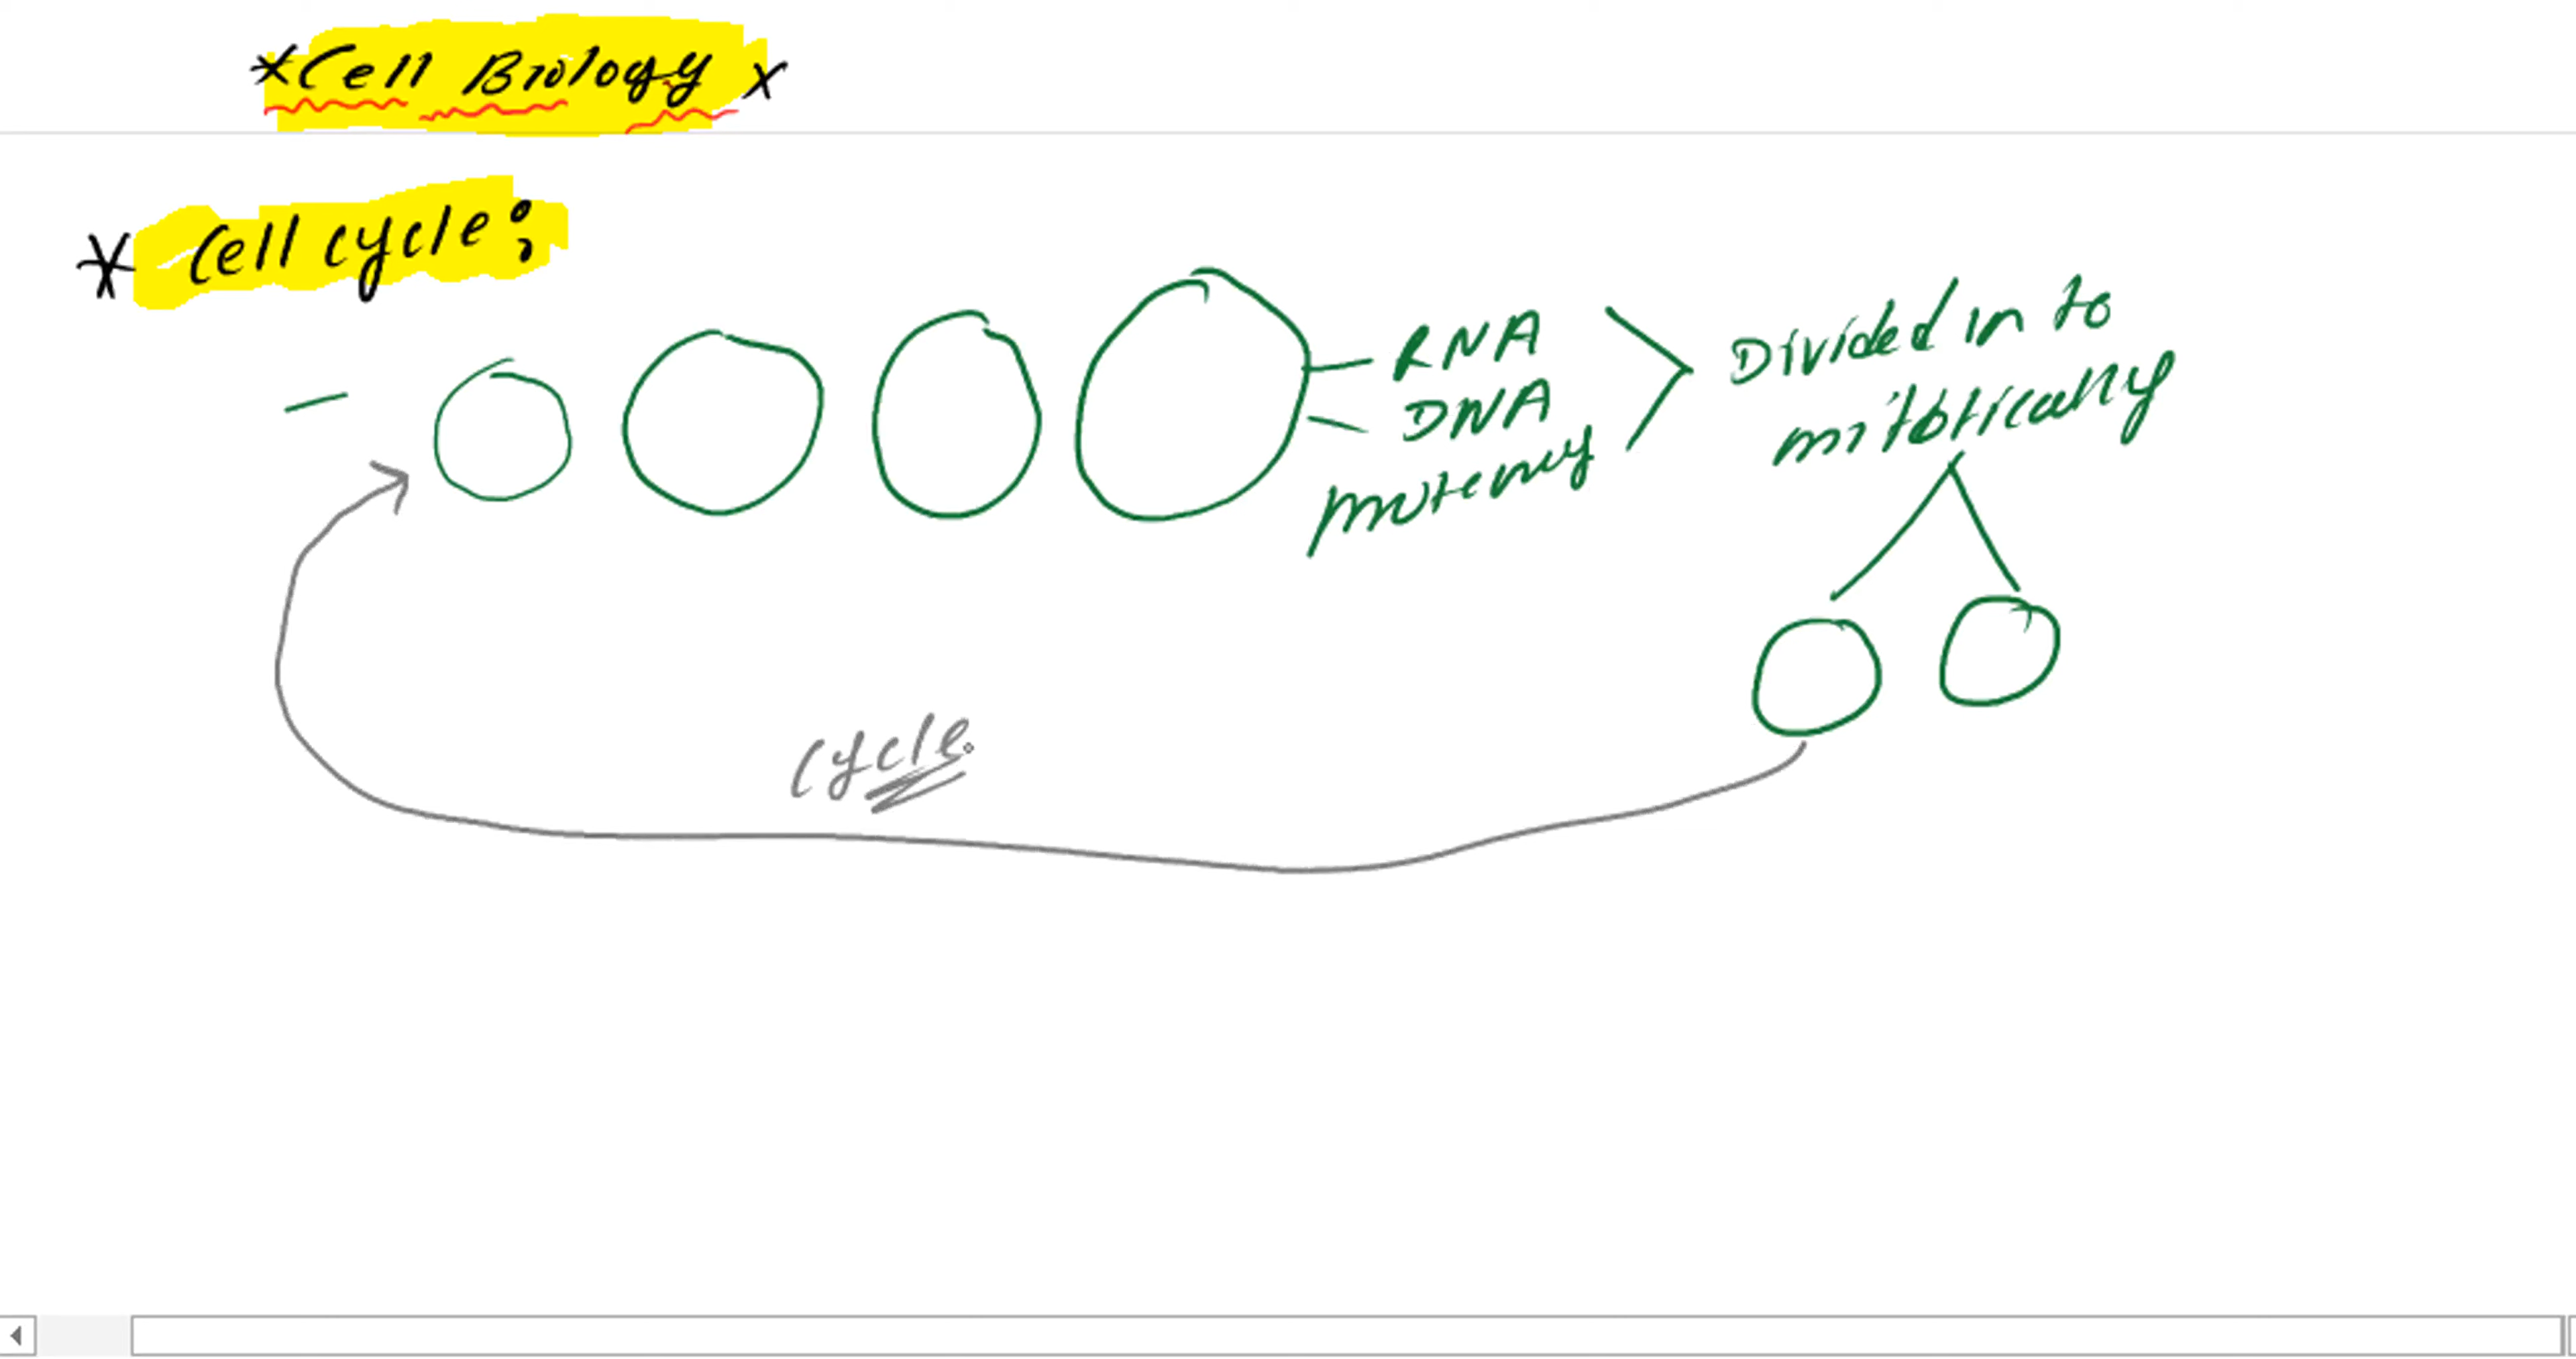 *Cell Biology x
* Cell cycle:
RNA
DNA
Divided in to
mitotically
Cycle.